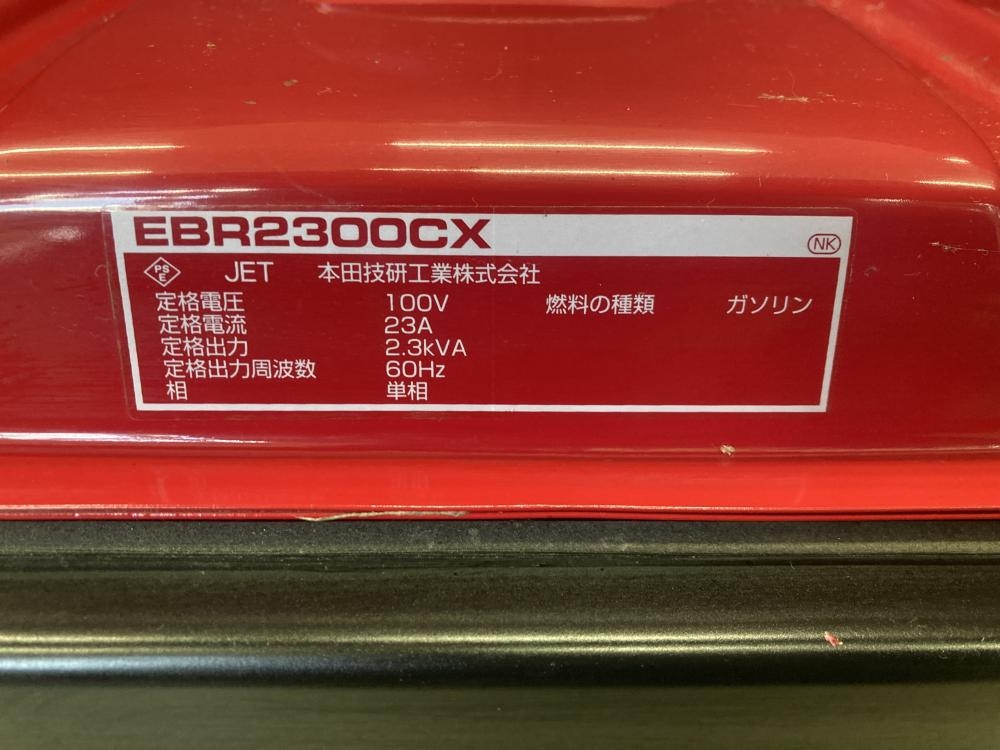 EBR2300CX
NK
PS E JET 本田技研工業株式会社
定格電圧 100V 燃料の種類 ガソリン
定格電流 23A
定格出力 2.3kVA
定格出力周波数 60Hz
相 単相